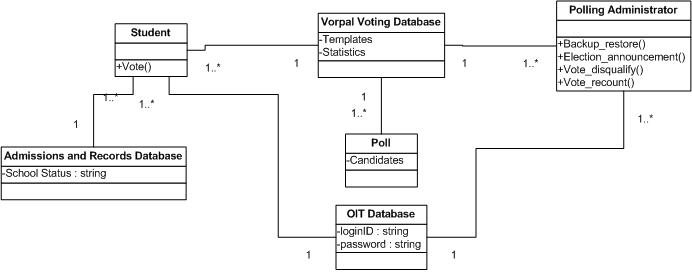 Student
+Vote()
Vorpal Voting Database
-Templates
-Statistics
Polling Administrator
+Backup_restore()
+Election_announcement()
+Vote_disqualify()
+Vote_recount()
1..*
1
1
1..*
1..*
1..*
1
1
1..*
1..*
Admissions and Records Database
-School Status : string
Poll
-Candidates
OIT Database
-loginID : string
-password : string
1
1